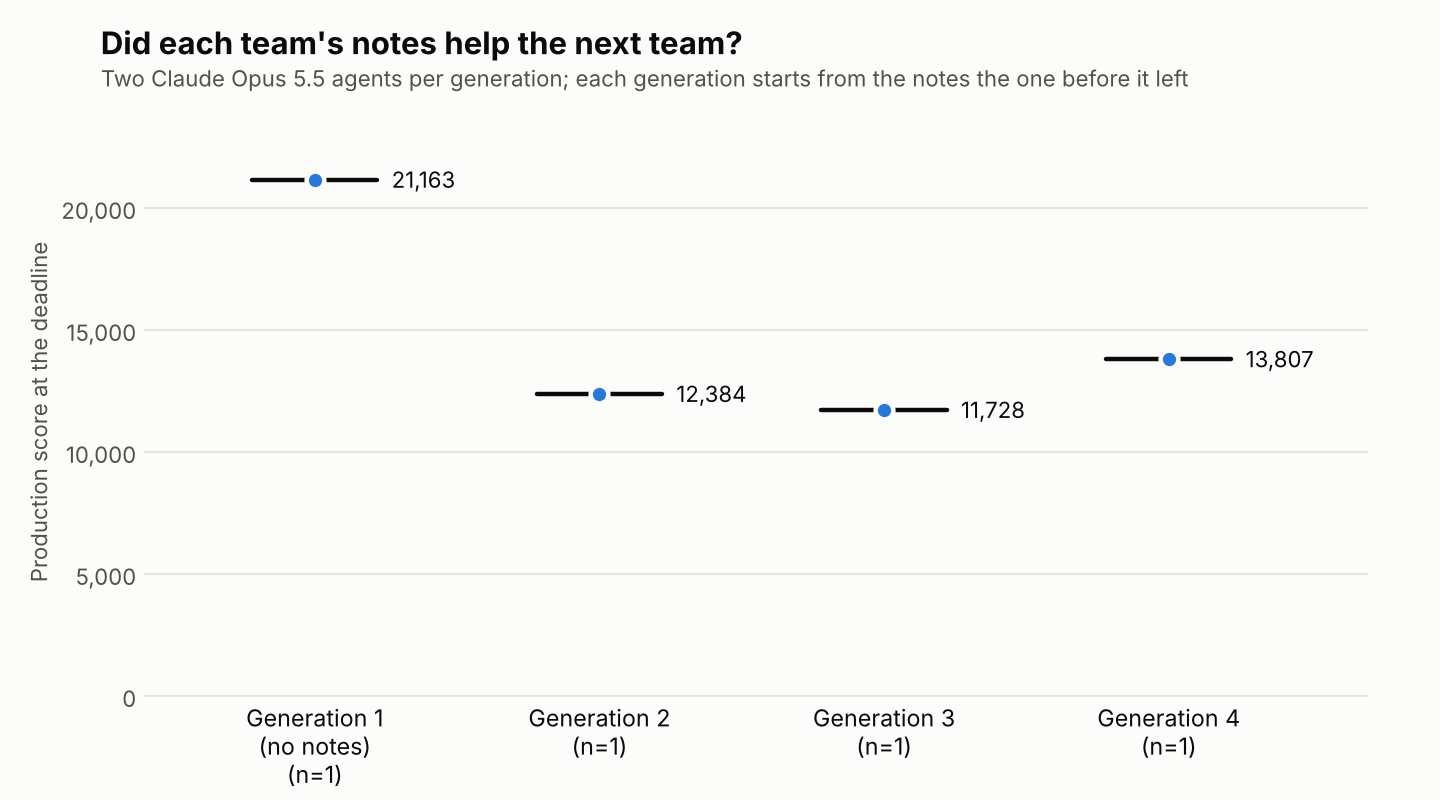 Did each team's notes help the next team?
Two Claude Opus 5.5 agents per generation; each generation starts from the notes the one before it left
Production score at the deadline
20,000
15,000
10,000
5,000
0
21,163
12,384
11,728
13,807
Generation 1
(no notes)
(n=1)
Generation 2
(n=1)
Generation 3
(n=1)
Generation 4
(n=1)